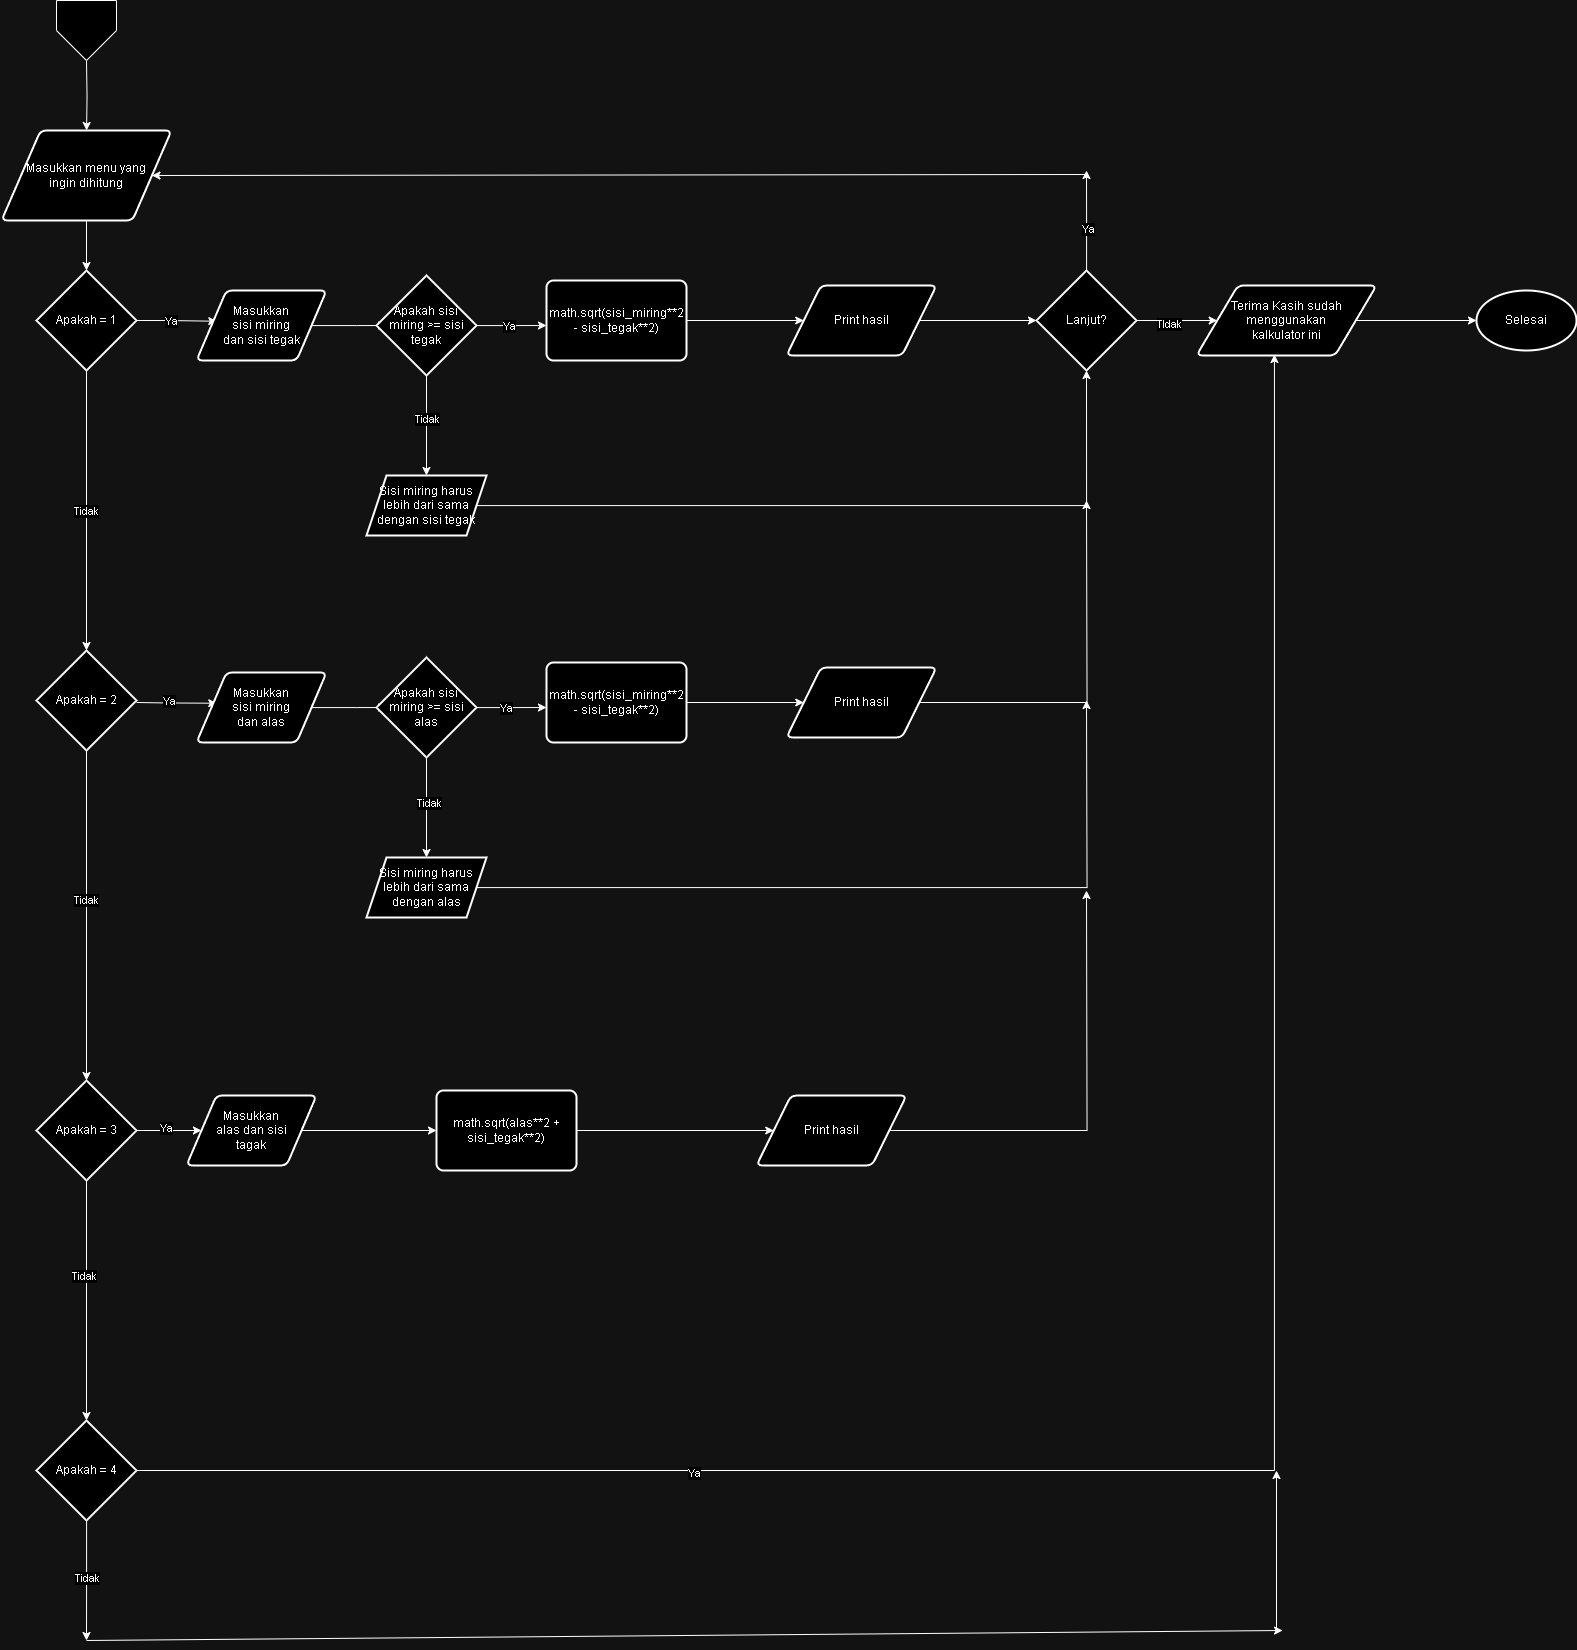 Masukkan menu yang
ingin dihitung
Ya
Apakah = 1
Ya
Masukkan
sisi miring
dan sisi tegak
Apakah sisi
miring >= sisi
tegak
Ya
math.sqrt(sisi_miring**2
- sisi_tegak**2)
Print hasil
Lanjut?
TIdak
Terima Kasih sudah
menggunakan
kalkulator ini
Selesai
Tidak
Sisi miring harus
lebih dari sama
dengan sisi tegak
Tidak
Apakah = 2
Ya
Masukkan
sisi miring
dan alas
Apakah sisi
miring >= sisi
alas
Ya
math.sqrt(sisi_miring**2
- sisi_tegak**2)
Print hasil
Tidak
Sisi miring harus
lebih dari sama
dengan alas
Tidak
Apakah = 3
Ya
Masukkan
alas dan sisi
tagak
math.sqrt(alas**2 +
sisi_tegak**2)
Print hasil
Tidak
Apakah = 4
Ya
Tidak